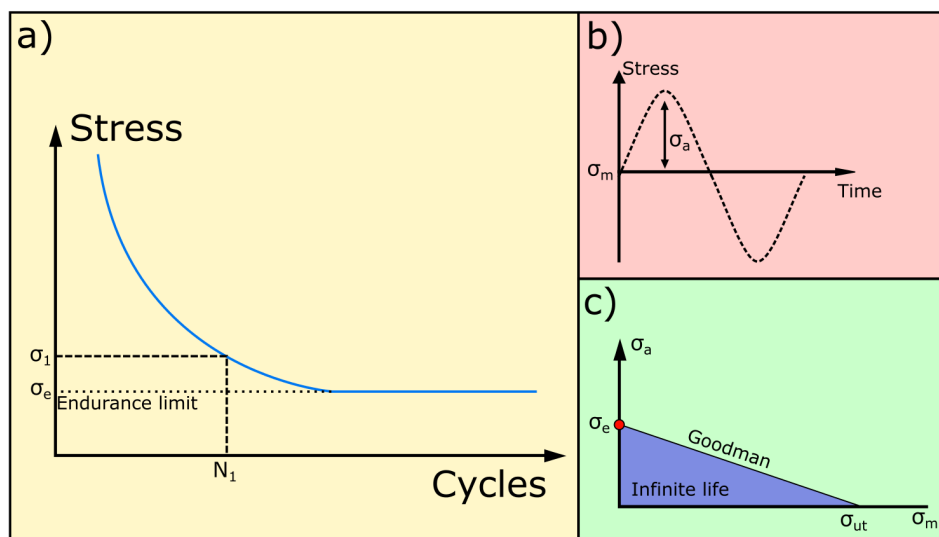 a)
Stress
σ1
σe
Endurance limit
N1
Cycles
b)
Stress
σa
σm
Time
c)
σa
σe
Goodman
Infinite life
σut
σm